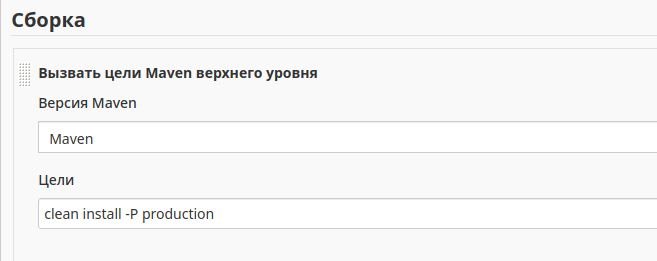 Сборка
Вызвать цели Maven верхнего уровня
Версия Maven
Maven
Цели
clean install -P production